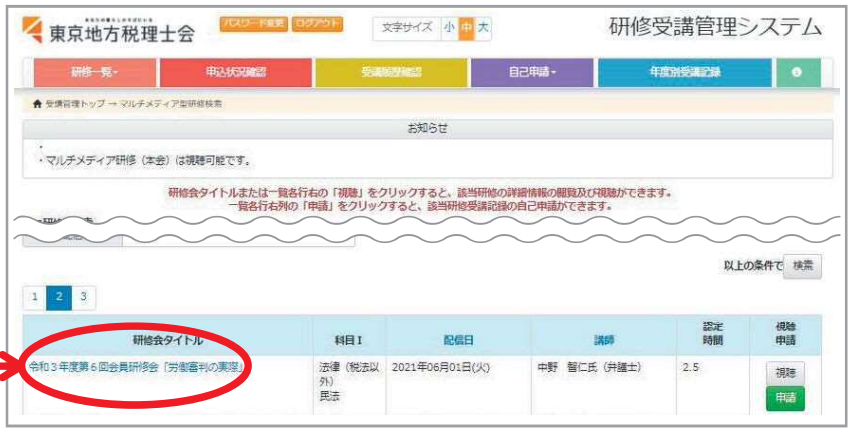 東京地方税理士会
パスワード変更 ログアウト
文字サイズ 小 中 大
研修受講管理システム
研修一覧
申込状況確認
受講履歴確認
自己申請
年度別受講記録
受講管理トップ → マルチメディア型研修検索
お知らせ
・
・マルチメディア研修（本会）は視聴可能です。
研修会タイトルまたは一覧各行右の「視聴」をクリックすると、該当研修の詳細情報の閲覧及び視聴ができます。
一覧各行右列の「申請」をクリックすると、該当研修受講記録の自己申請ができます。
以上の条件で 検索
1 2 3
研修会タイトル 科目I 配信日 講師 認定時間 視聴申請
令和3年度第6回会員研修会「労働審判の実際」 法律（税法以外）民法 2021年06月01日(火) 中野 智仁氏（弁護士） 2.5 視聴
申請